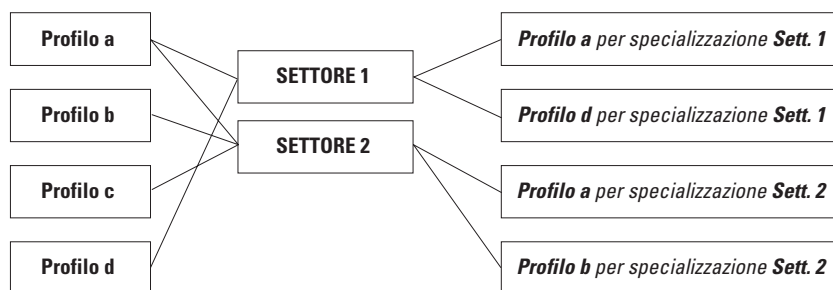 Profilo a
Profilo b
Profilo c
Profilo d
SETTORE 1
SETTORE 2
Profilo a per specializzazione Sett. 1
Profilo d per specializzazione Sett. 1
Profilo a per specializzazione Sett. 2
Profilo b per specializzazione Sett. 2